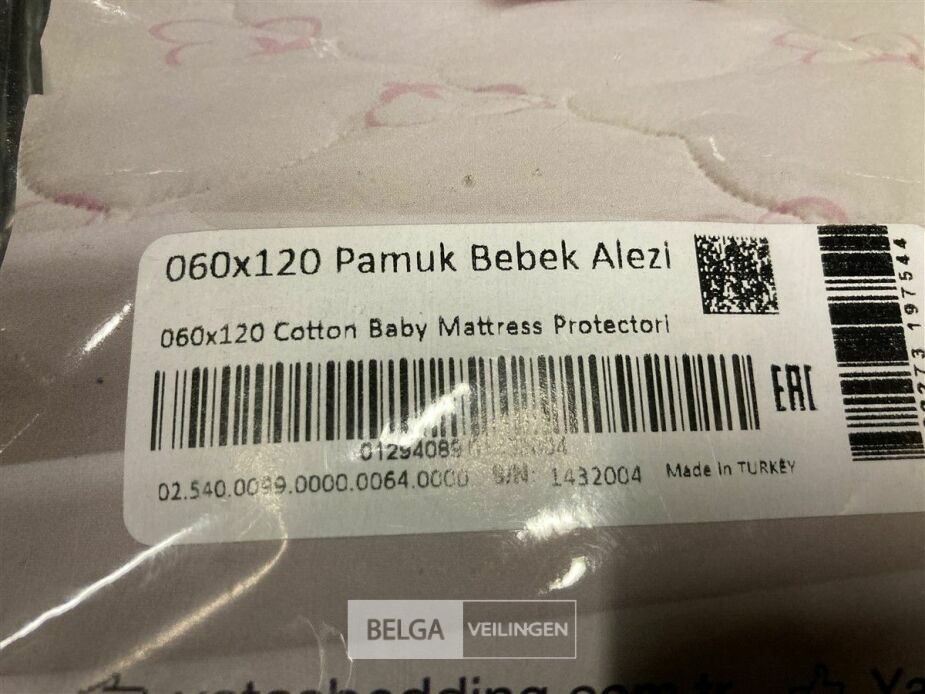 060x120 Pamuk Bebek Alezi
060x120 Cotton Baby Mattress Protectori
EAC
02.540.0099.0000.0064.0000 S/N: 1432004 Made in TURKEY
BELGA VEILINGEN